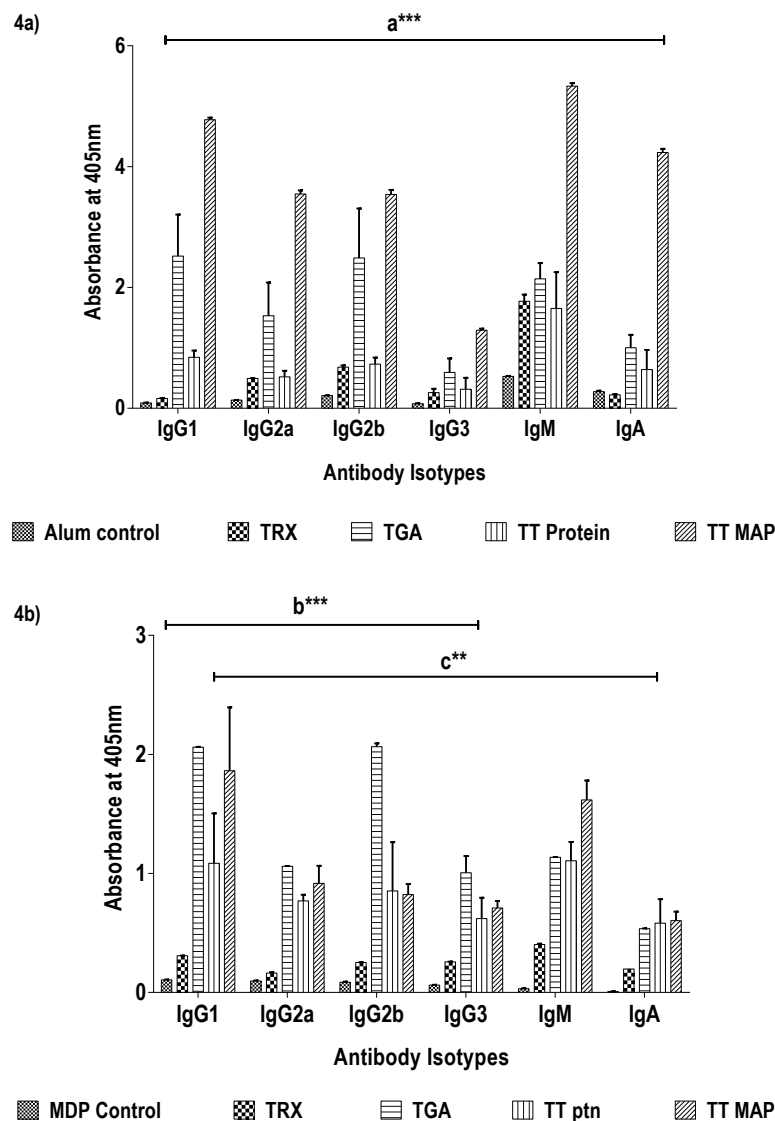 4a)
a***
6
4
2
0
Absorbance at 405nm
IgG1 IgG2a IgG2b IgG3 IgM IgA
Antibody Isotypes
Alum control TRX TGA TT Protein TT MAP
4b)
b***
c**
3
2
1
0
Absorbance at 405nm
IgG1 IgG2a IgG2b IgG3 IgM IgA
Antibody Isotypes
MDP Control TRX TGA TT ptn TT MAP